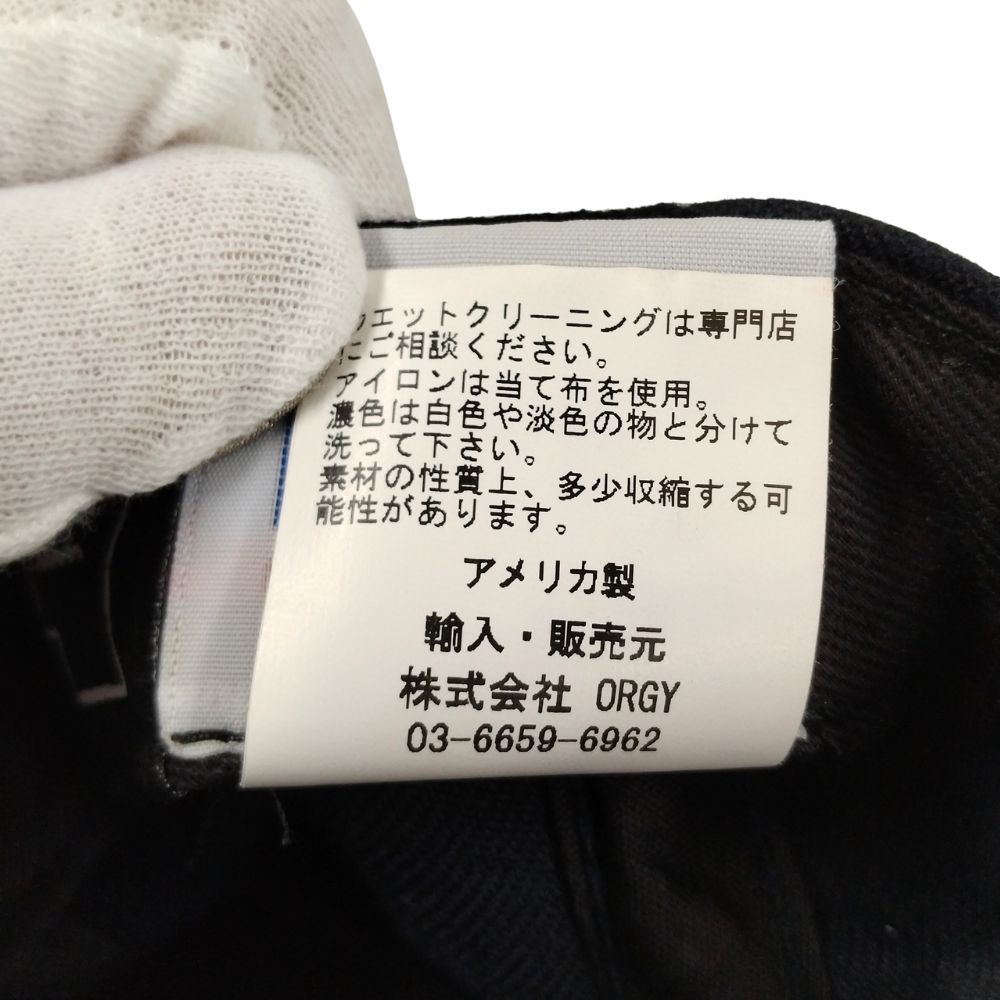 ウエットクリーニングは専門店
にご相談ください。
アイロンは当て布を使用。
濃色は白色や淡色の物と分けて
洗って下さい。
素材の性質上、多少収縮する可
能性があります。
アメリカ製
輸入・販売元
株式会社 ORGY
03-6659-6962